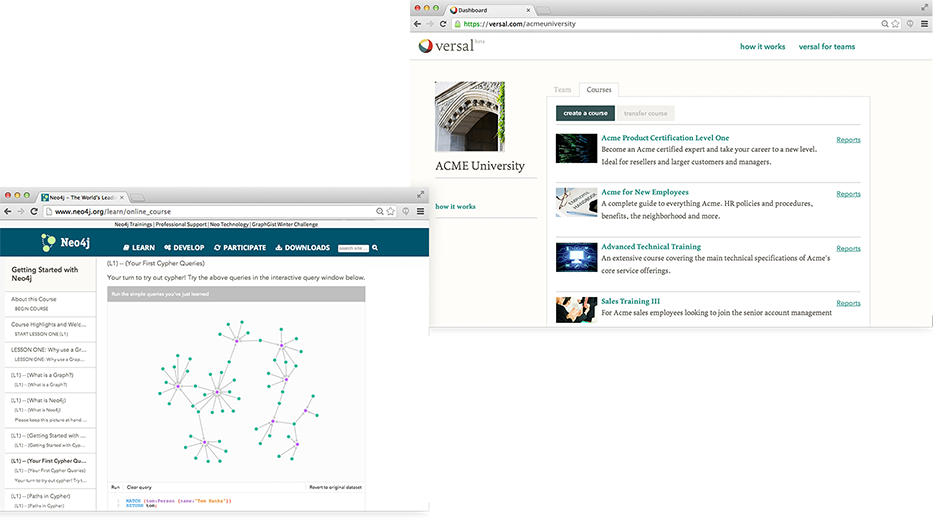 Dashboard
https://versal.com/acmeuniversity
versal beta
how it works
versal for teams
Team
Courses
create a course
transfer course
ACME University
how it works
Acme Product Certification Level One
Reports
Become an Acme certified expert and take your career to a new level.
Ideal for resellers and larger customers and managers.
Acme for New Employees
Reports
A complete guide to everything Acme. HR policies and procedures,
benefits, the neighborhood and more.
Advanced Technical Training
Reports
An extensive course covering the main technical specifications of Acme's
core service offerings.
Sales Training III
Reports
For Acme sales employees looking to join the senior account management
Neo4j - The World's Leadi
www.neo4j.org/learn/online_course
Neo4j Trainings | Professional Support | Neo Technology | GraphGist Winter Challenge
Neo4j
LEARN
DEVELOP
PARTICIPATE
DOWNLOADS
search site...
Getting Started with
Neo4j
About this Course
BEGIN COURSE
Course Highlights and Welc...
START LESSON ONE (L1)
LESSON ONE: Why use a Gr...
LESSON ONE: Why use a Grap...
(L1) -- (What is a Graph?)
(L1) -- (What is a Graph?)
(L1) -- (What is Neo4j)
(L1) -- (What is Neo4j)
Please keep this picture at hand ...
(L1) -- (Getting Started with ...
(L1) -- (Getting Started with Cyp...
(L1) -- (Your First Cypher Qu...
(L1) -- (Your First Cypher Queries)
Your turn to try out cypher! Try t...
(L1) -- (Paths in Cypher)
(L1) -- (Paths in Cypher)
(L1) -- (Your First Cypher Queries)
Your turn to try out cypher! Try the above queries in the interactive query window below.
Run the simple queries you've just learned
Run
Clear query
Revert to original dataset
1 MATCH (tom:Person {name:"Tom Hanks"})
2 RETURN tom;